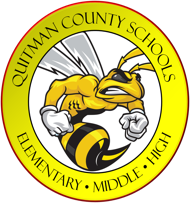 QUITMAN COUNTY SCHOOLS
ELEMENTARY • MIDDLE • HIGH